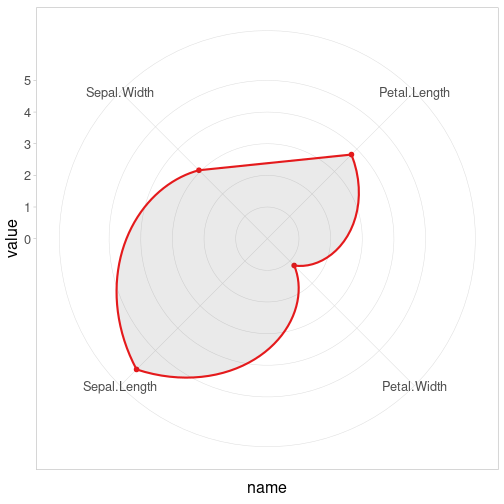 Sepal.Width
Petal.Length
5
4
3
2
1
0
value
Sepal.Length
Petal.Width
name